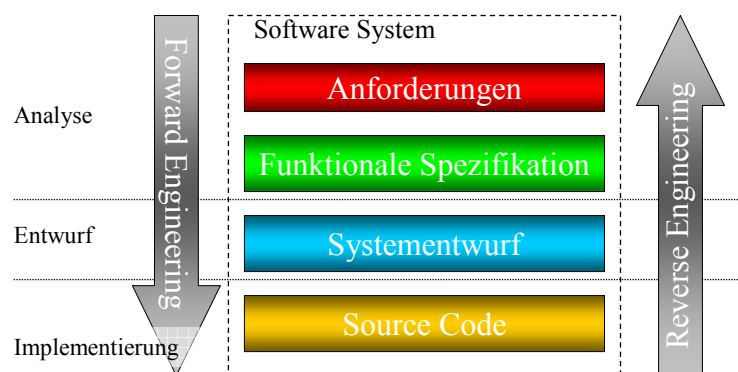 Software System
Forward Engineering
Reverse Engineering
Analyse
Anforderungen
Funktionale Spezifikation
Entwurf
Systementwurf
Source Code
Implementierung